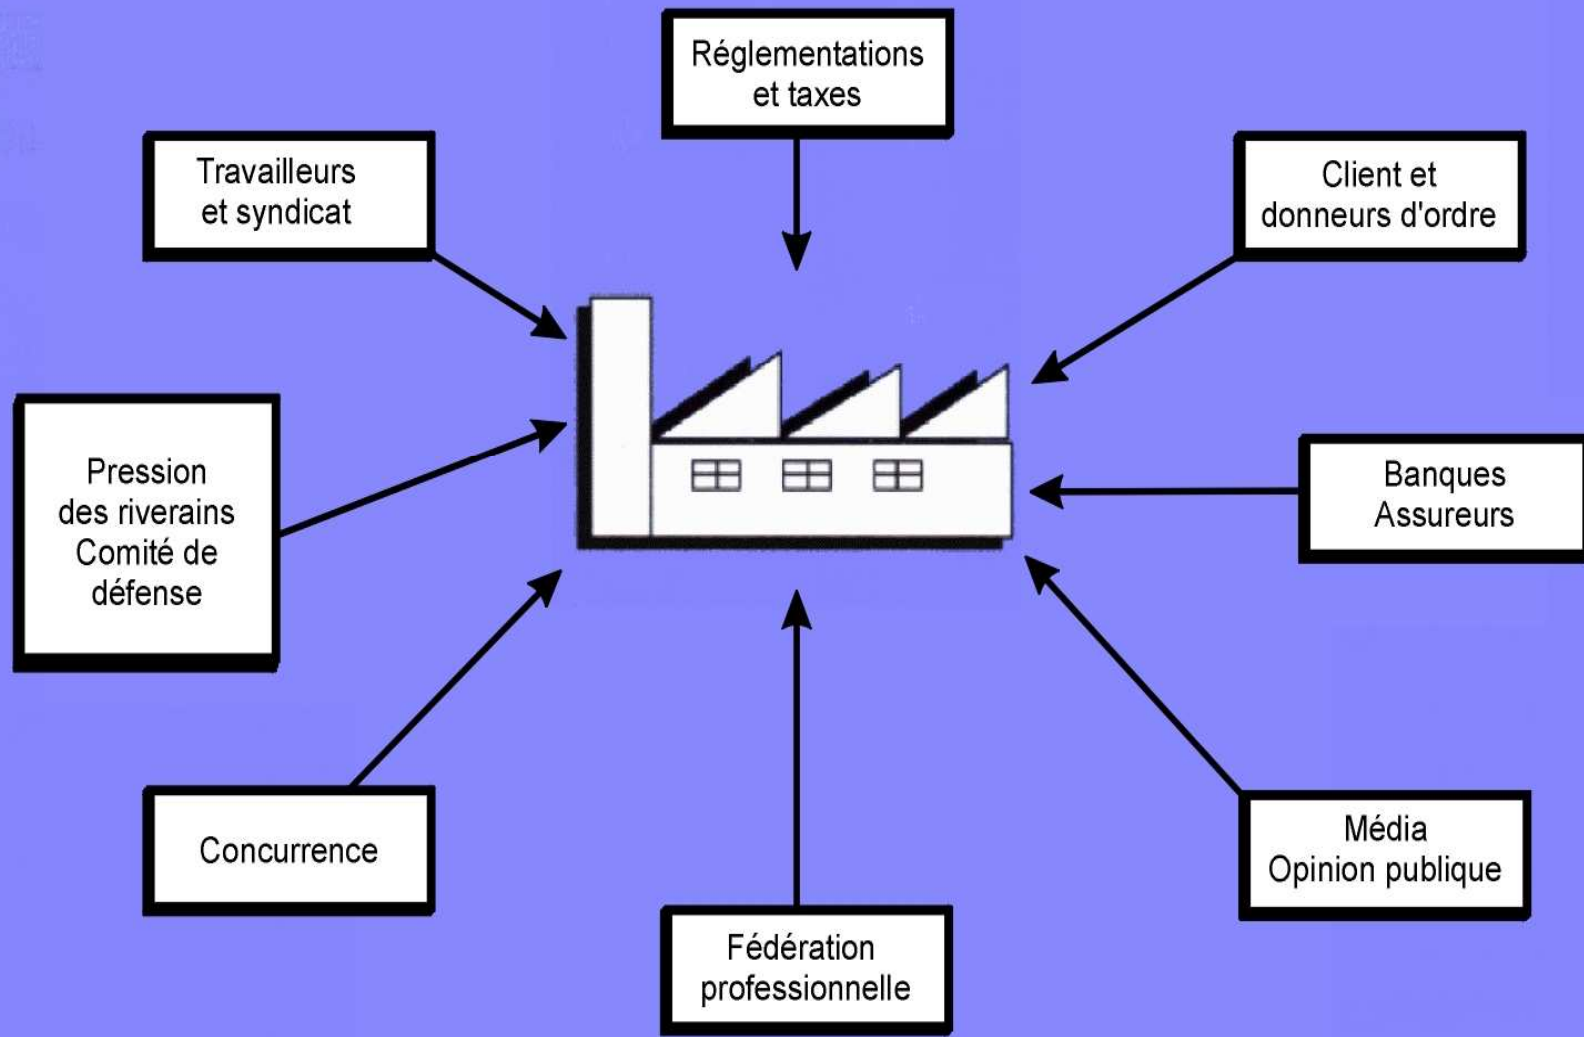 Réglementations
et taxes
Travailleurs
et syndicat
Client et
donneurs d'ordre
Pression
des riverains
Comité de
défense
Banques
Assureurs
Concurrence
Média
Opinion publique
Fédération
professionnelle